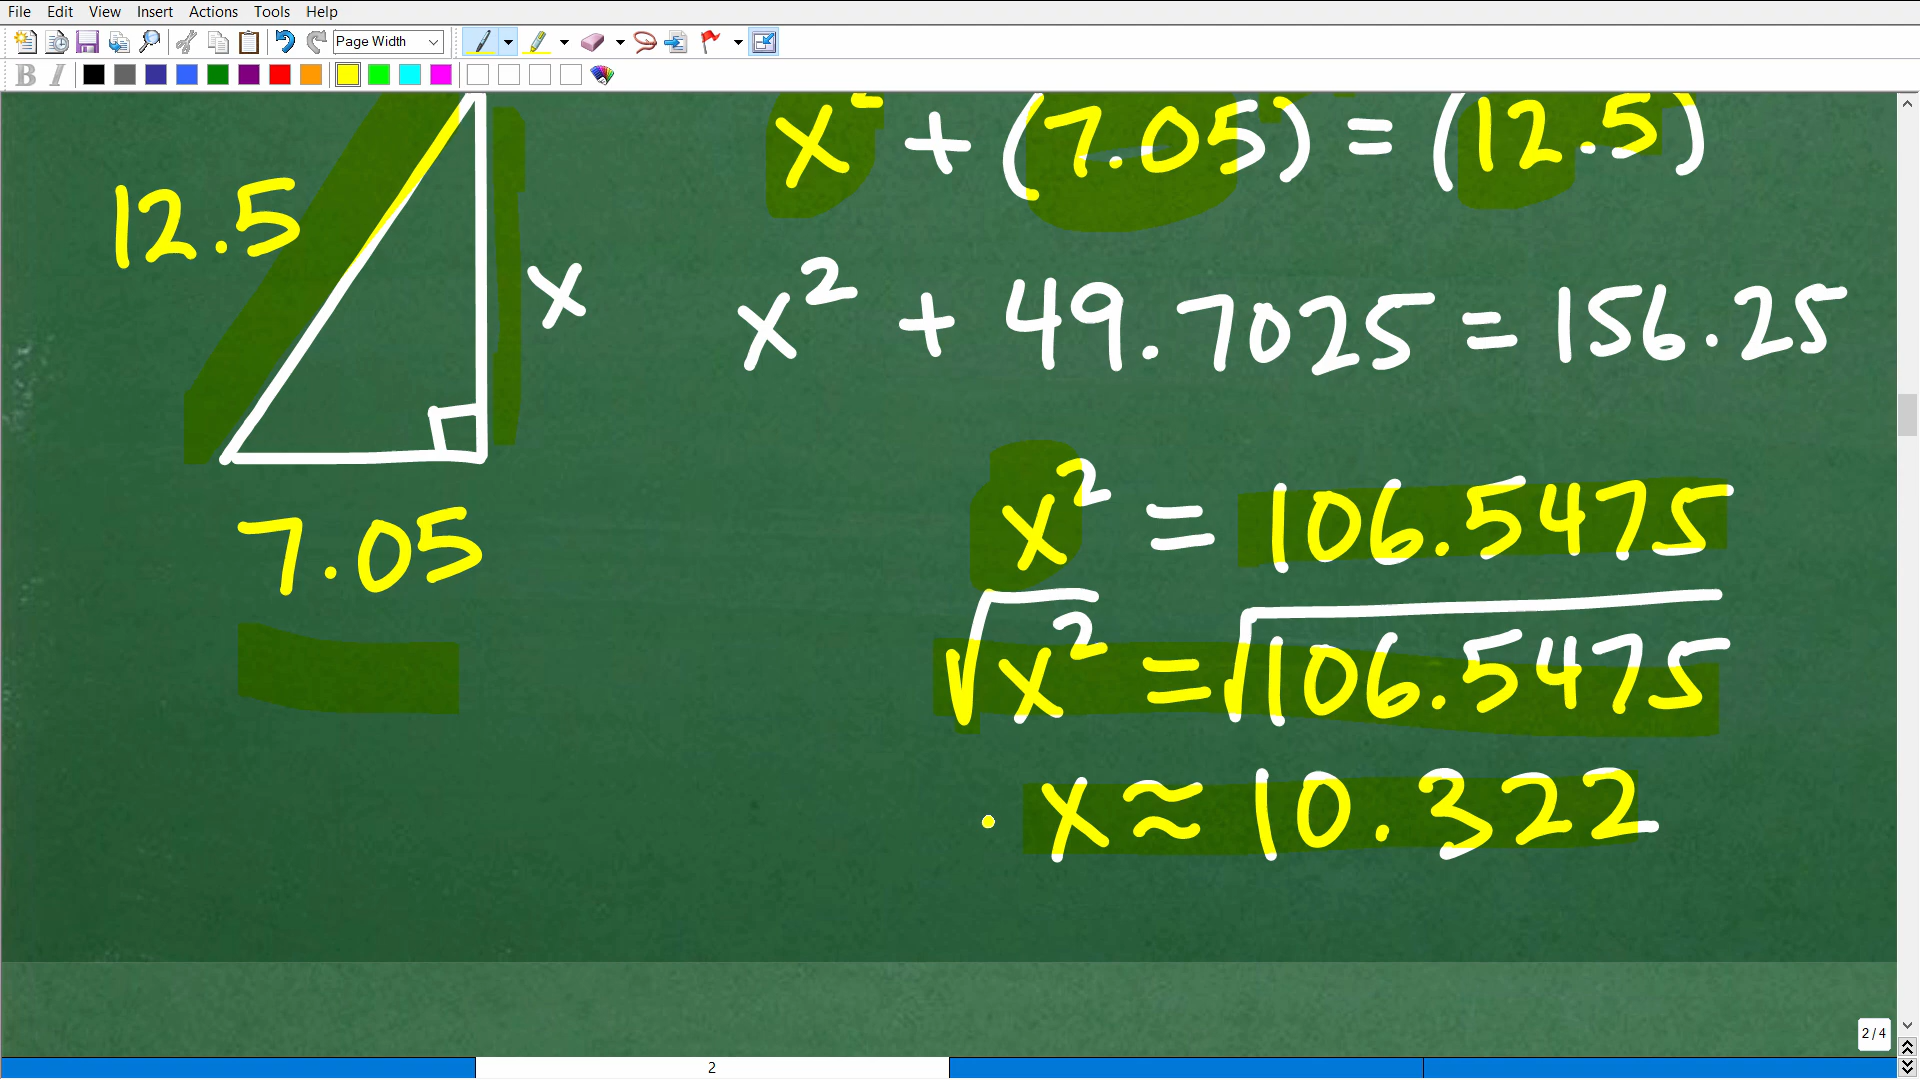 File Edit View Insert Actions Tools Help
Page Width
B I
12.5
x
7.05
x² + (7.05) = (12.5)
x² + 49.7025 = 156.25
x² = 106.5475
√x² = √106.5475
x ≈ 10.322
2 / 4
2